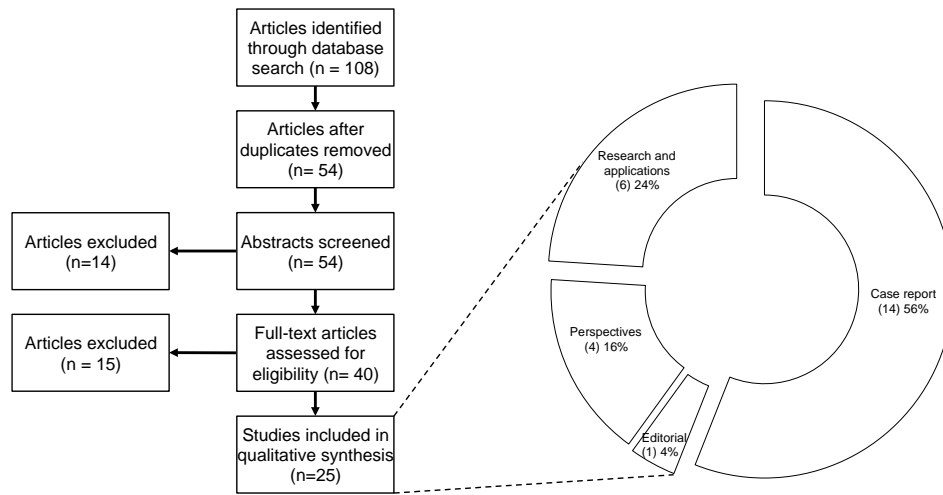 Articles identified
through database
search (n = 108)
Articles after
duplicates removed
(n= 54)
Articles excluded
(n=14)
Abstracts screened
(n= 54)
Articles excluded
(n = 15)
Full-text articles
assessed for
eligibility (n= 40)
Studies included in
qualitative synthesis
(n=25)
Research and
applications
(6) 24%
Case report
(14) 56%
Perspectives
(4) 16%
Editorial
(1) 4%